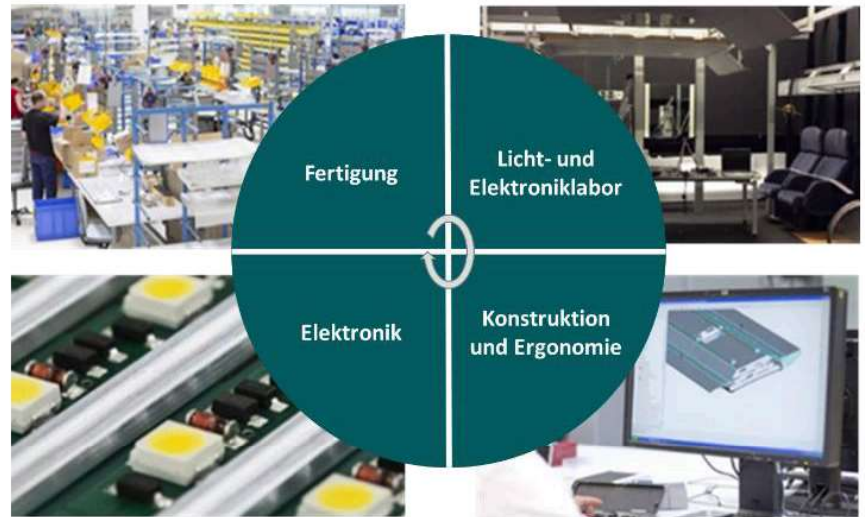 Fertigung
Licht- und
Elektroniklabor
Elektronik
Konstruktion
und Ergonomie